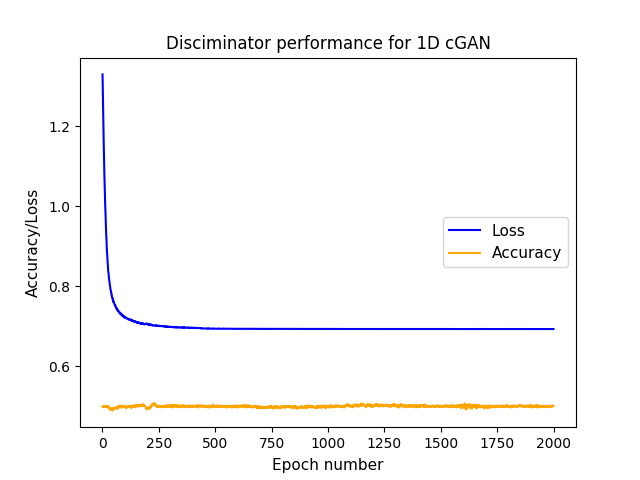 Disciminator performance for 1D cGAN
Accuracy/Loss
1.2
1.0
0.8
0.6
Loss
Accuracy
0 250 500 750 1000 1250 1500 1750 2000
Epoch number